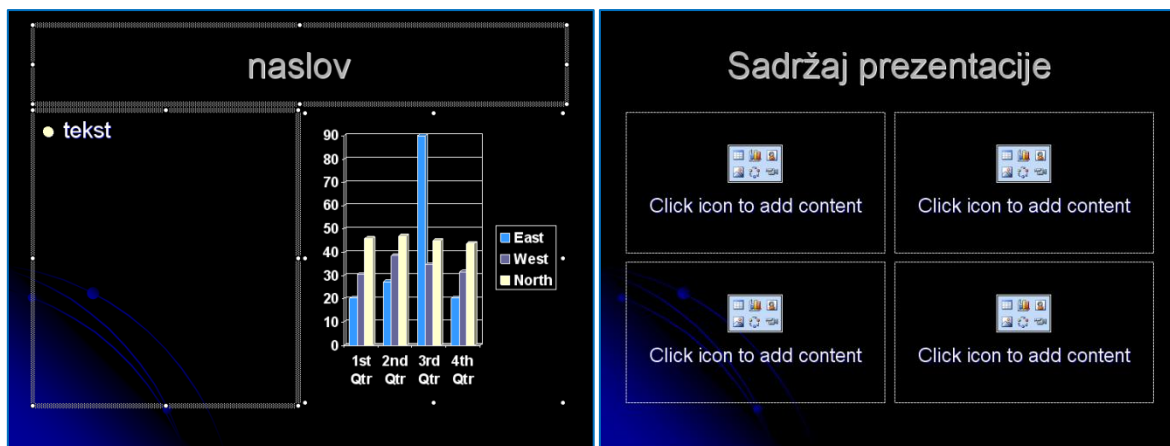 naslov
tekst
90
80
70
60
50
40
30
20
10
0
1st Qtr
2nd Qtr
3rd Qtr
4th Qtr
East
West
North
Sadržaj prezentacije
Click icon to add content
Click icon to add content
Click icon to add content
Click icon to add content